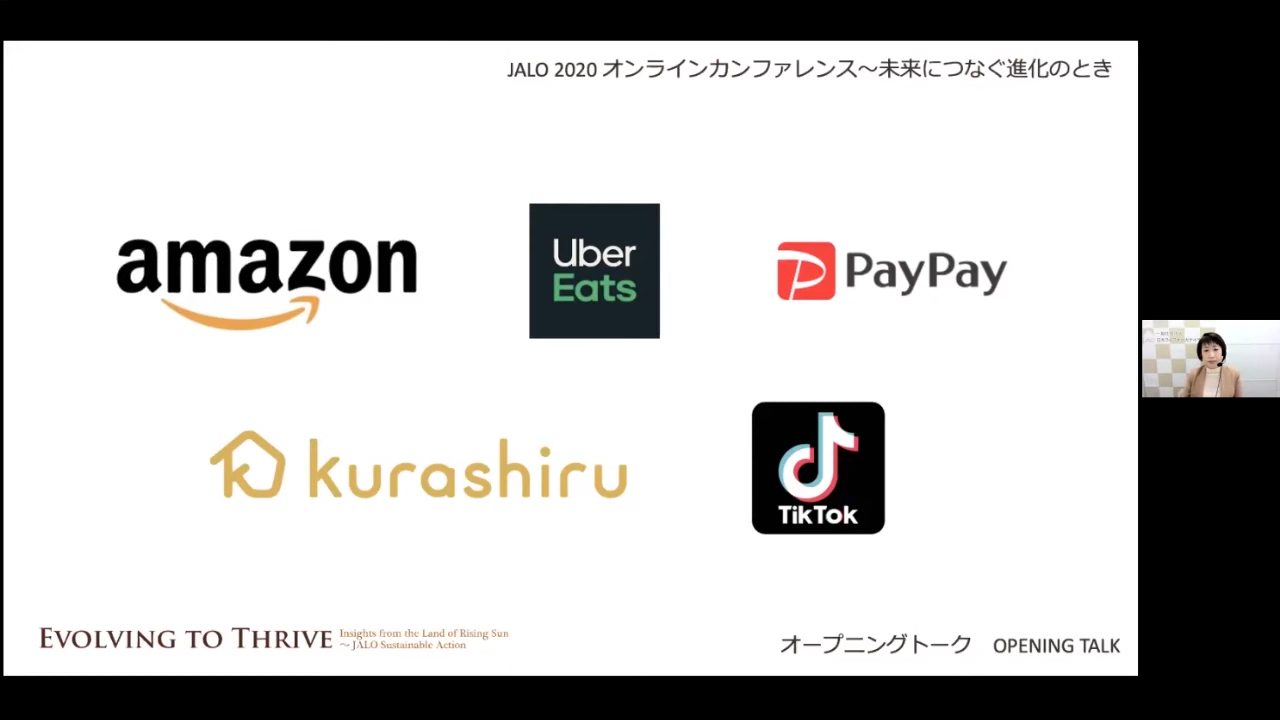 JALO 2020 オンラインカンファレンス〜未来につなぐ進化のとき
amazon
Uber
Eats
PayPay
kurashiru
TikTok
EVOLVING TO THRIVE
Insights from the Land of Rising Sun
〜JALO Sustainable Action
オープニングトーク OPENING TALK